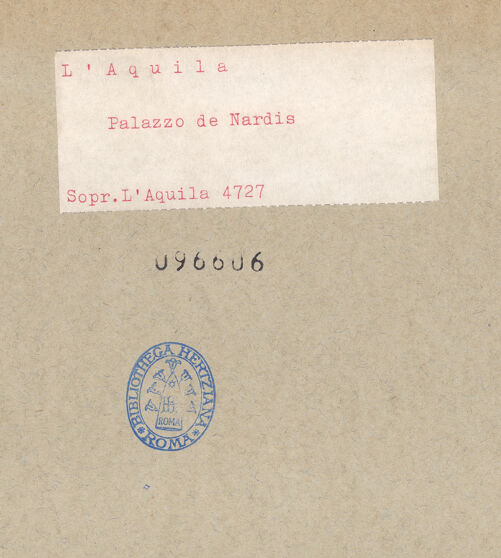 L'Aquila
Palazzo de Nardis
Sopr.L'Aquila 4727
096606
BIBLIOTHECA HERTZIANA
ROMA
ROMA